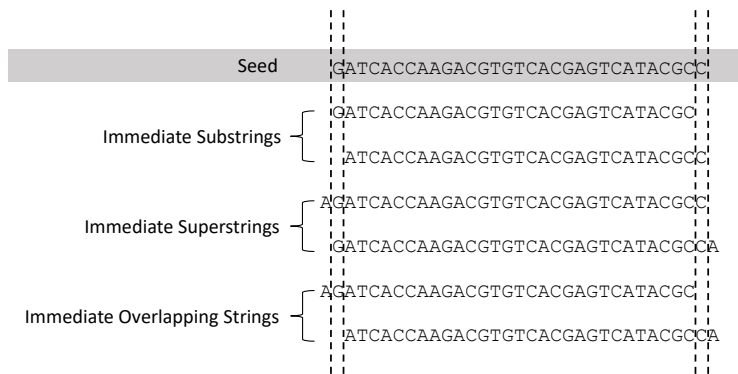 Seed GATCACCAAGACGTGTCACGAGTCATACGCC
Immediate Substrings
GATCACCAAGACGTGTCACGAGTCATACGC
ATCACCAAGACGTGTCACGAGTCATACGCC
Immediate Superstrings
AGATCACCAAGACGTGTCACGAGTCATACGCC
GATCACCAAGACGTGTCACGAGTCATACGCCA
Immediate Overlapping Strings
AGATCACCAAGACGTGTCACGAGTCATACGC
ATCACCAAGACGTGTCACGAGTCATACGCCA